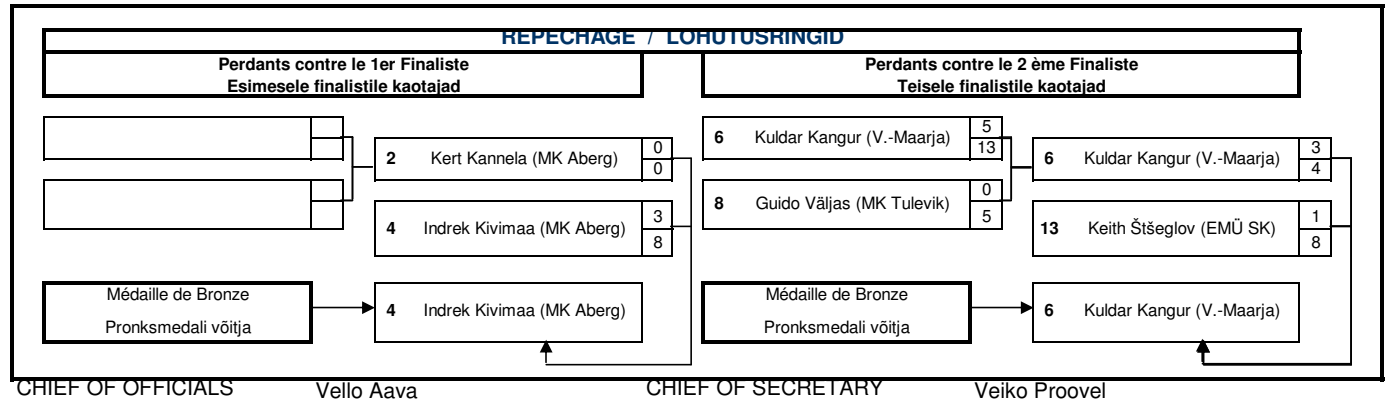 REPECHAGE / LOHUTUSRINGID
Perdants contre le 1er Finaliste
Esimesele finalistile kaotajad
Perdants contre le 2 ème Finaliste
Teisele finalistile kaotajad
2 Kert Kannela (MK Aberg) 0
0
4 Indrek Kivimaa (MK Aberg) 3
8
6 Kuldar Kangur (V.-Maarja) 5
13
8 Guido Väljas (MK Tulevik) 0
5
6 Kuldar Kangur (V.-Maarja) 3
4
13 Keith Štšeglov (EMÜ SK) 1
8
Médaille de Bronze
Pronksmedali võitja
4 Indrek Kivimaa (MK Aberg)
Médaille de Bronze
Pronksmedali võitja
6 Kuldar Kangur (V.-Maarja)
CHIEF OF OFFICIALS Vello Aava CHIEF OF SECRETARY Veiko Proovel